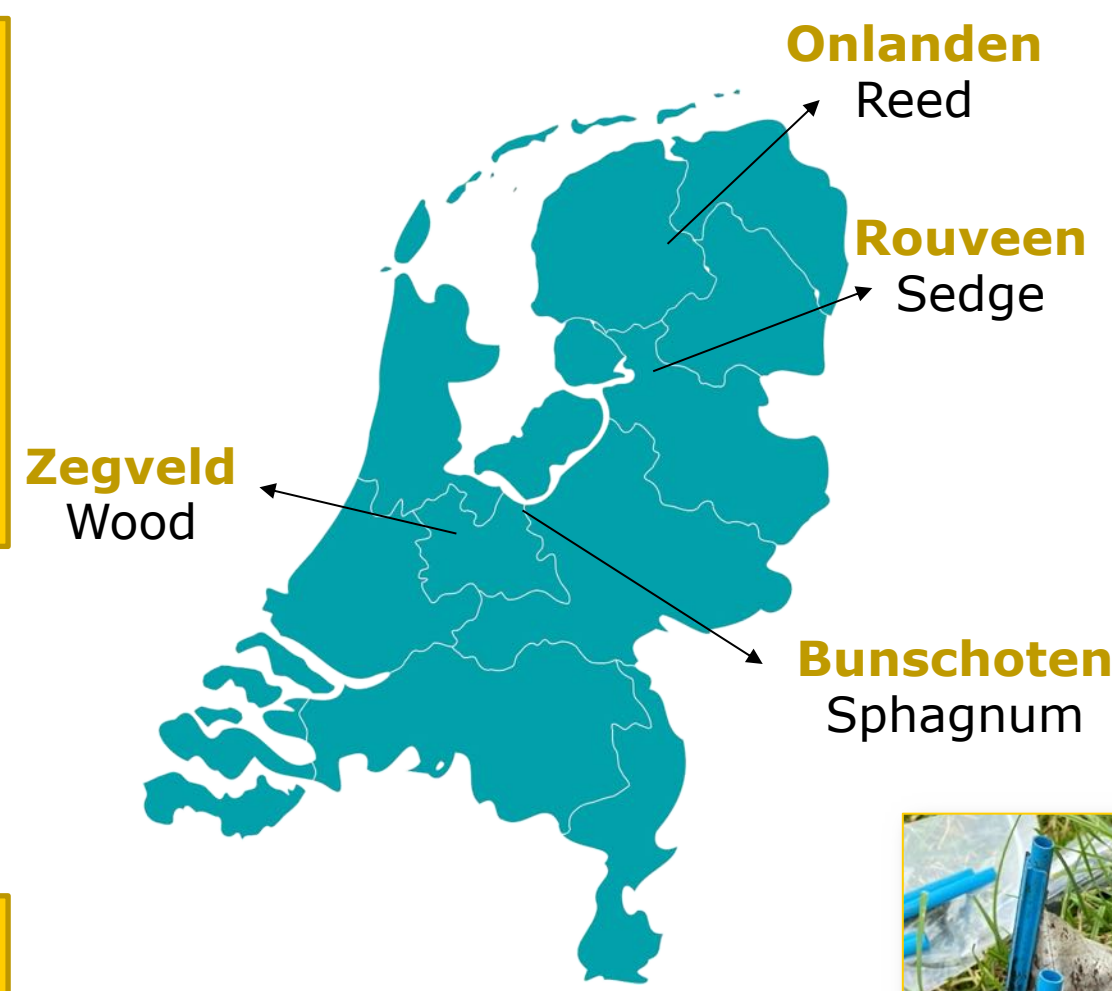 Onlanden
Reed
Rouveen
Sedge
Zegveld
Wood
Bunschoten
Sphagnum